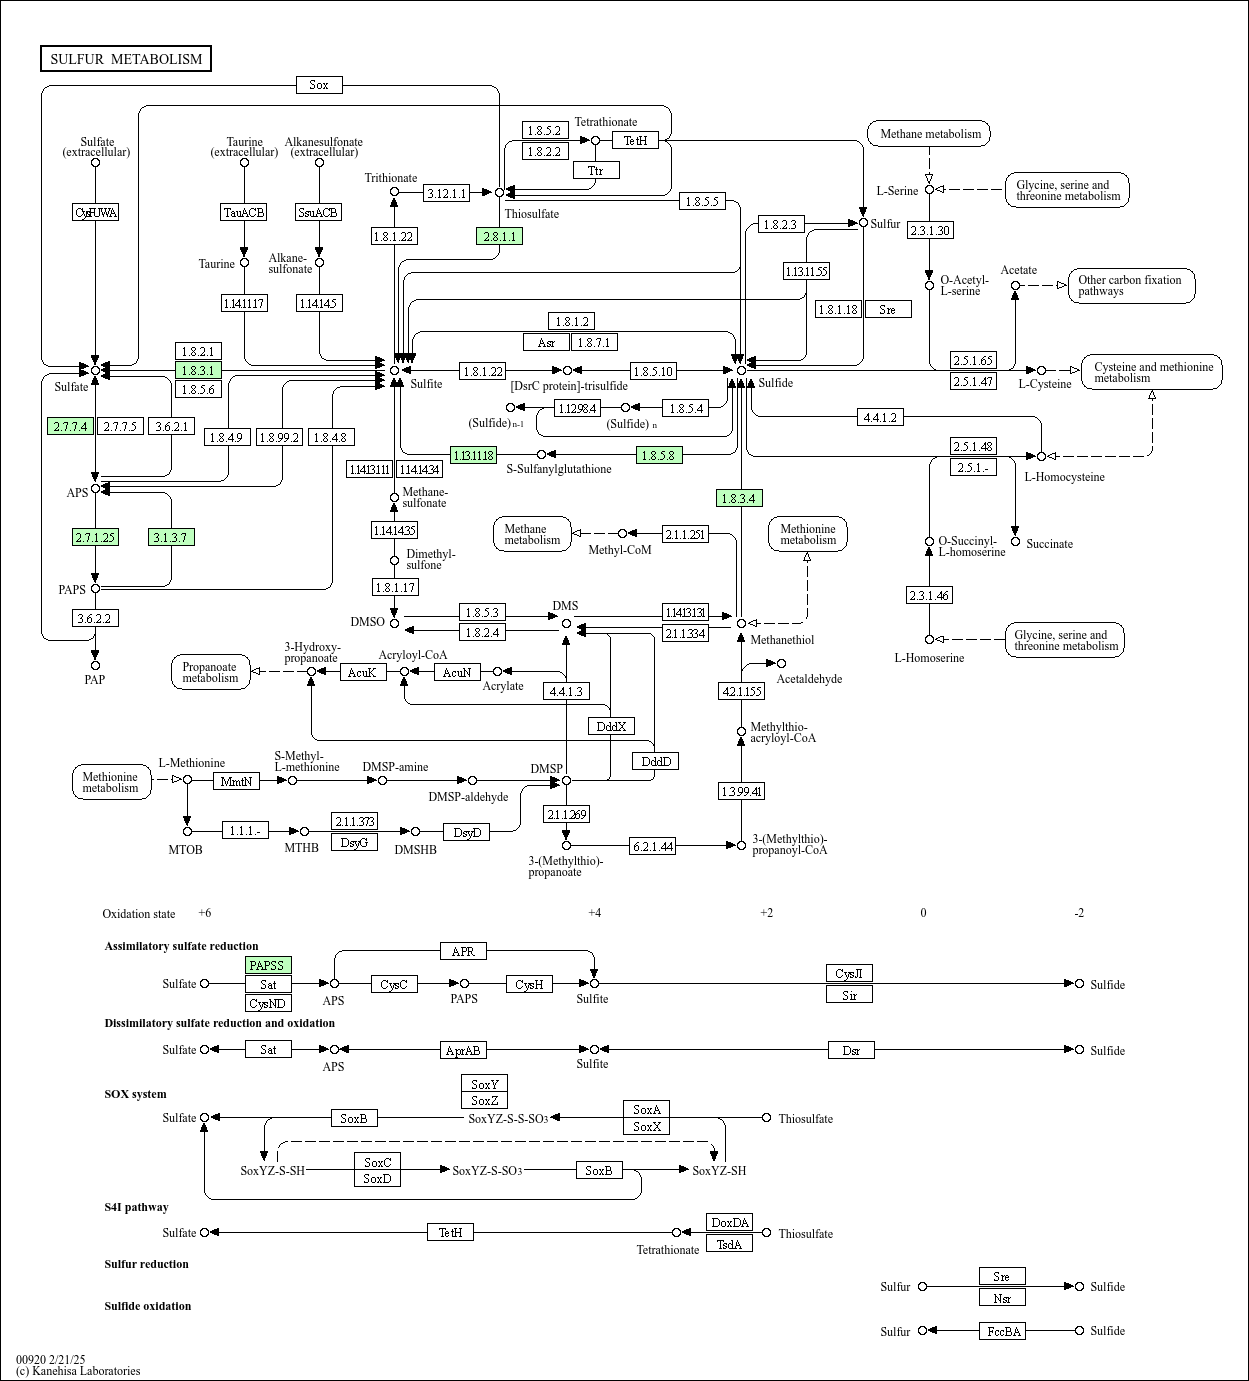 SULFUR METABOLISM
Sox
Sulfate
(extracellular)
Taurine
(extracellular)
Alkanesulfonate
(extracellular)
1.8.5.2
1.8.2.2
Tetrathionate
TetH
Ttr
Methane metabolism
Trithionate
3.12.1.1
Thiosulfate
1.8.5.5
L-Serine
Glycine, serine and
threonine metabolism
CysPUWA
TauACB
SsuACB
1.8.1.22
2.8.1.1
1.8.2.3
Sulfur
2.3.1.30
Taurine
Alkane-
sulfonate
1.13.11.55
O-Acetyl-
L-serine
Acetate
Other carbon fixation
pathways
1.14.11.17
1.14.14.5
1.8.1.18
Sre
1.8.1.2
Asr
1.8.7.1
1.8.2.1
1.8.3.1
1.8.5.6
Sulfate
Sulfite
1.8.1.22
[DsrC protein]-trisulfide
1.8.5.10
Sulfide
2.5.1.65
2.5.1.47
L-Cysteine
Cysteine and methionine
metabolism
(Sulfide) n-1
1.12.98.4
(Sulfide) n
1.8.5.4
4.4.1.2
2.7.7.4
2.7.7.5
3.6.2.1
1.8.4.9
1.8.99.2
1.8.4.8
1.13.11.18
S-Sulfanylglutathione
1.8.5.8
2.5.1.48
2.5.1.-
L-Homocysteine
1.14.13.111
1.14.14.34
APS
Methane-
sulfonate
1.8.3.4
2.7.1.25
3.1.3.7
1.14.14.35
Methane
metabolism
Methyl-CoM
2.1.1.251
Methionine
metabolism
O-Succinyl-
L-homoserine
Succinate
Dimethyl-
sulfone
PAPS
1.8.1.17
2.3.1.46
3.6.2.2
DMSO
1.8.5.3
1.8.2.4
DMS
1.14.13.131
2.1.1.334
Methanethiol
L-Homoserine
Glycine, serine and
threonine metabolism
PAP
Propanoate
metabolism
3-Hydroxy-
propanoate
AcuK
Acryloyl-CoA
AcuN
Acrylate
4.4.1.3
Acetaldehyde
4.2.1.155
DddX
Methylthio-
acryloyl-CoA
DddD
Methionine
metabolism
L-Methionine
MmtN
S-Methyl-
L-methionine
DMSP-amine
DMSP-aldehyde
DMSP
1.3.99.41
2.1.1.269
MTOB
1.1.1.-
MTHB
2.1.1.373
DsyG
DMSHB
DsyD
3-(Methylthio)-
propanoate
6.2.1.44
3-(Methylthio)-
propanoyl-CoA
Oxidation state
+6
+4
+2
0
-2
Assimilatory sulfate reduction
Sulfate
PAPSS
Sat
CysND
APS
APR
CysC
PAPS
CysH
Sulfite
CysJI
Sir
Sulfide
Dissimilatory sulfate reduction and oxidation
Sulfate
Sat
APS
AprAB
Sulfite
Dsr
Sulfide
SOX system
Sulfate
SoxB
SoxY
SoxZ
SoxYZ-S-S-SO3
SoxA
SoxX
Thiosulfate
SoxYZ-S-SH
SoxC
SoxD
SoxYZ-S-SO3
SoxB
SoxYZ-SH
S4I pathway
Sulfate
TetH
Tetrathionate
DoxDA
TsdA
Thiosulfate
Sulfur reduction
Sulfur
Sre
Nsr
Sulfide
Sulfide oxidation
Sulfur
FccBA
Sulfide
00920 2/21/25
(c) Kanehisa Laboratories